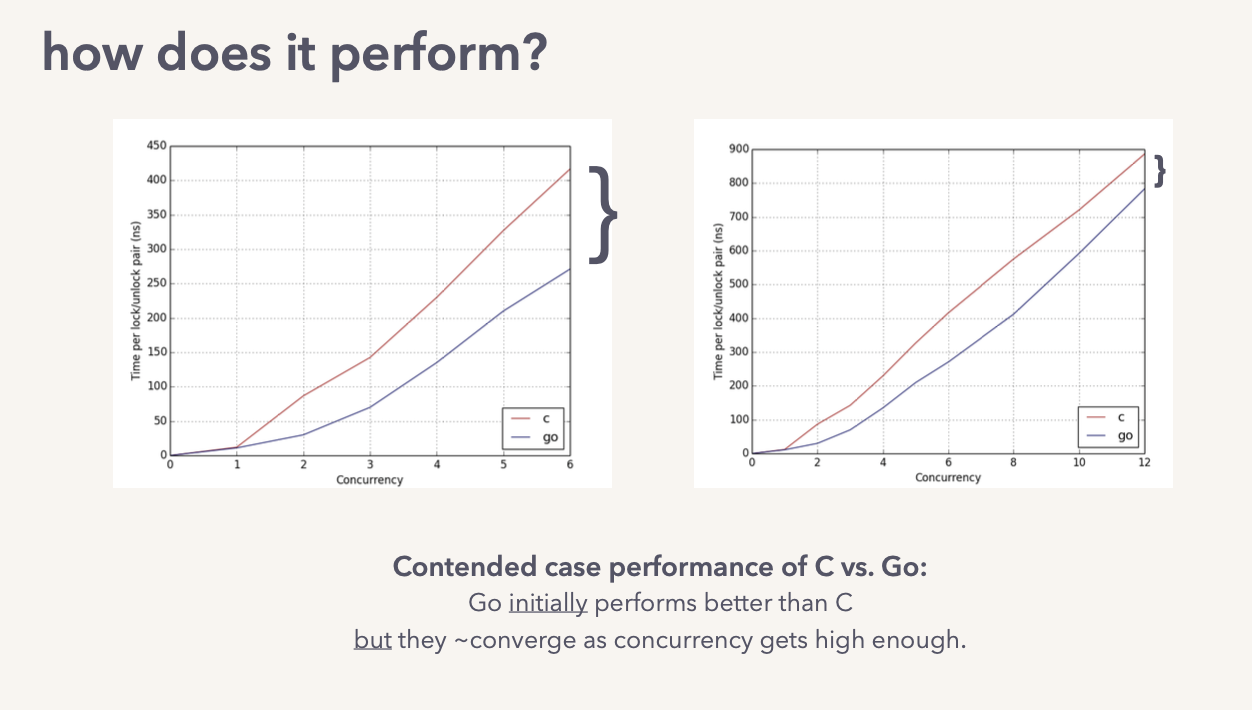 how does it perform?
450
400
350
300
250
200
150
100
50
0
Time per lock/unlock pair (ns)
0 1 2 3 4 5 6
Concurrency
c
go
}
900
800
700
600
500
400
300
200
100
0
Time per lock/unlock pair (ns)
0 2 4 6 8 10 12
Concurrency
c
go
}
Contended case performance of C vs. Go:
Go initially performs better than C
but they ~converge as concurrency gets high enough.